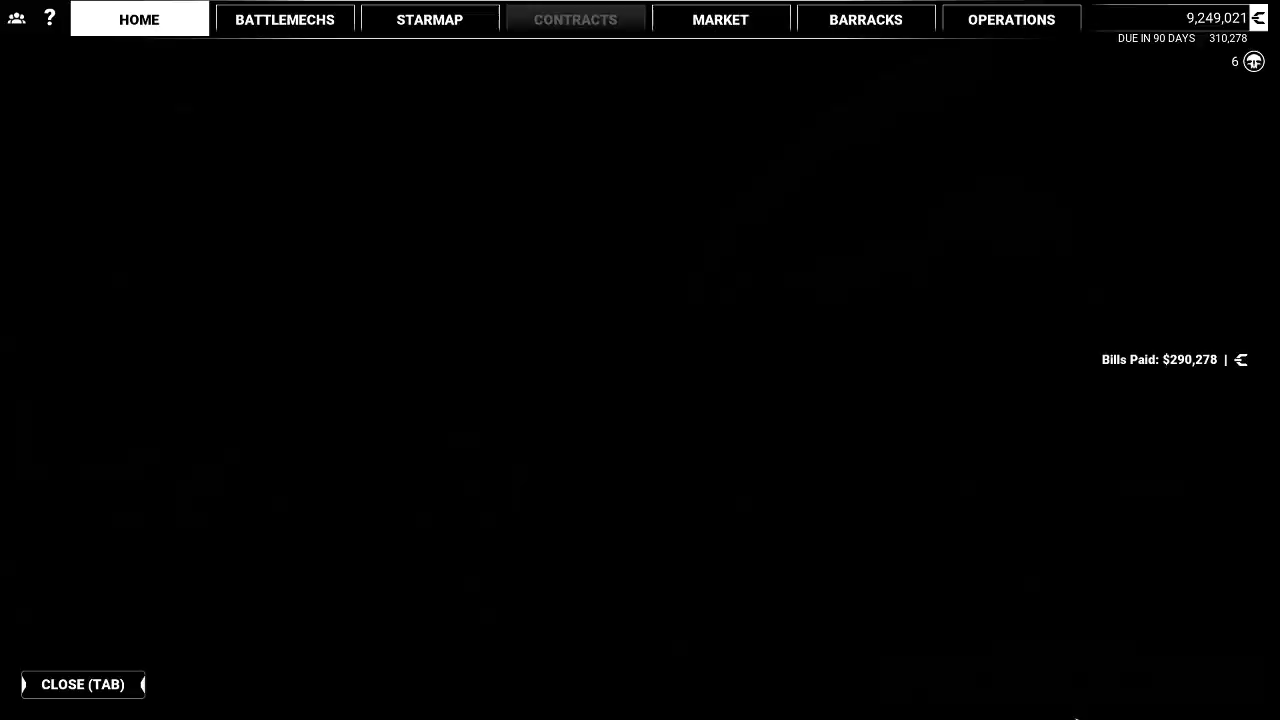 ?
HOME
BATTLEMECHS
STARMAP
CONTRACTS
MARKET
BARRACKS
OPERATIONS
9,249,021
DUE IN 90 DAYS 310,278
6
Bills Paid: $290,278 |
CLOSE (TAB)